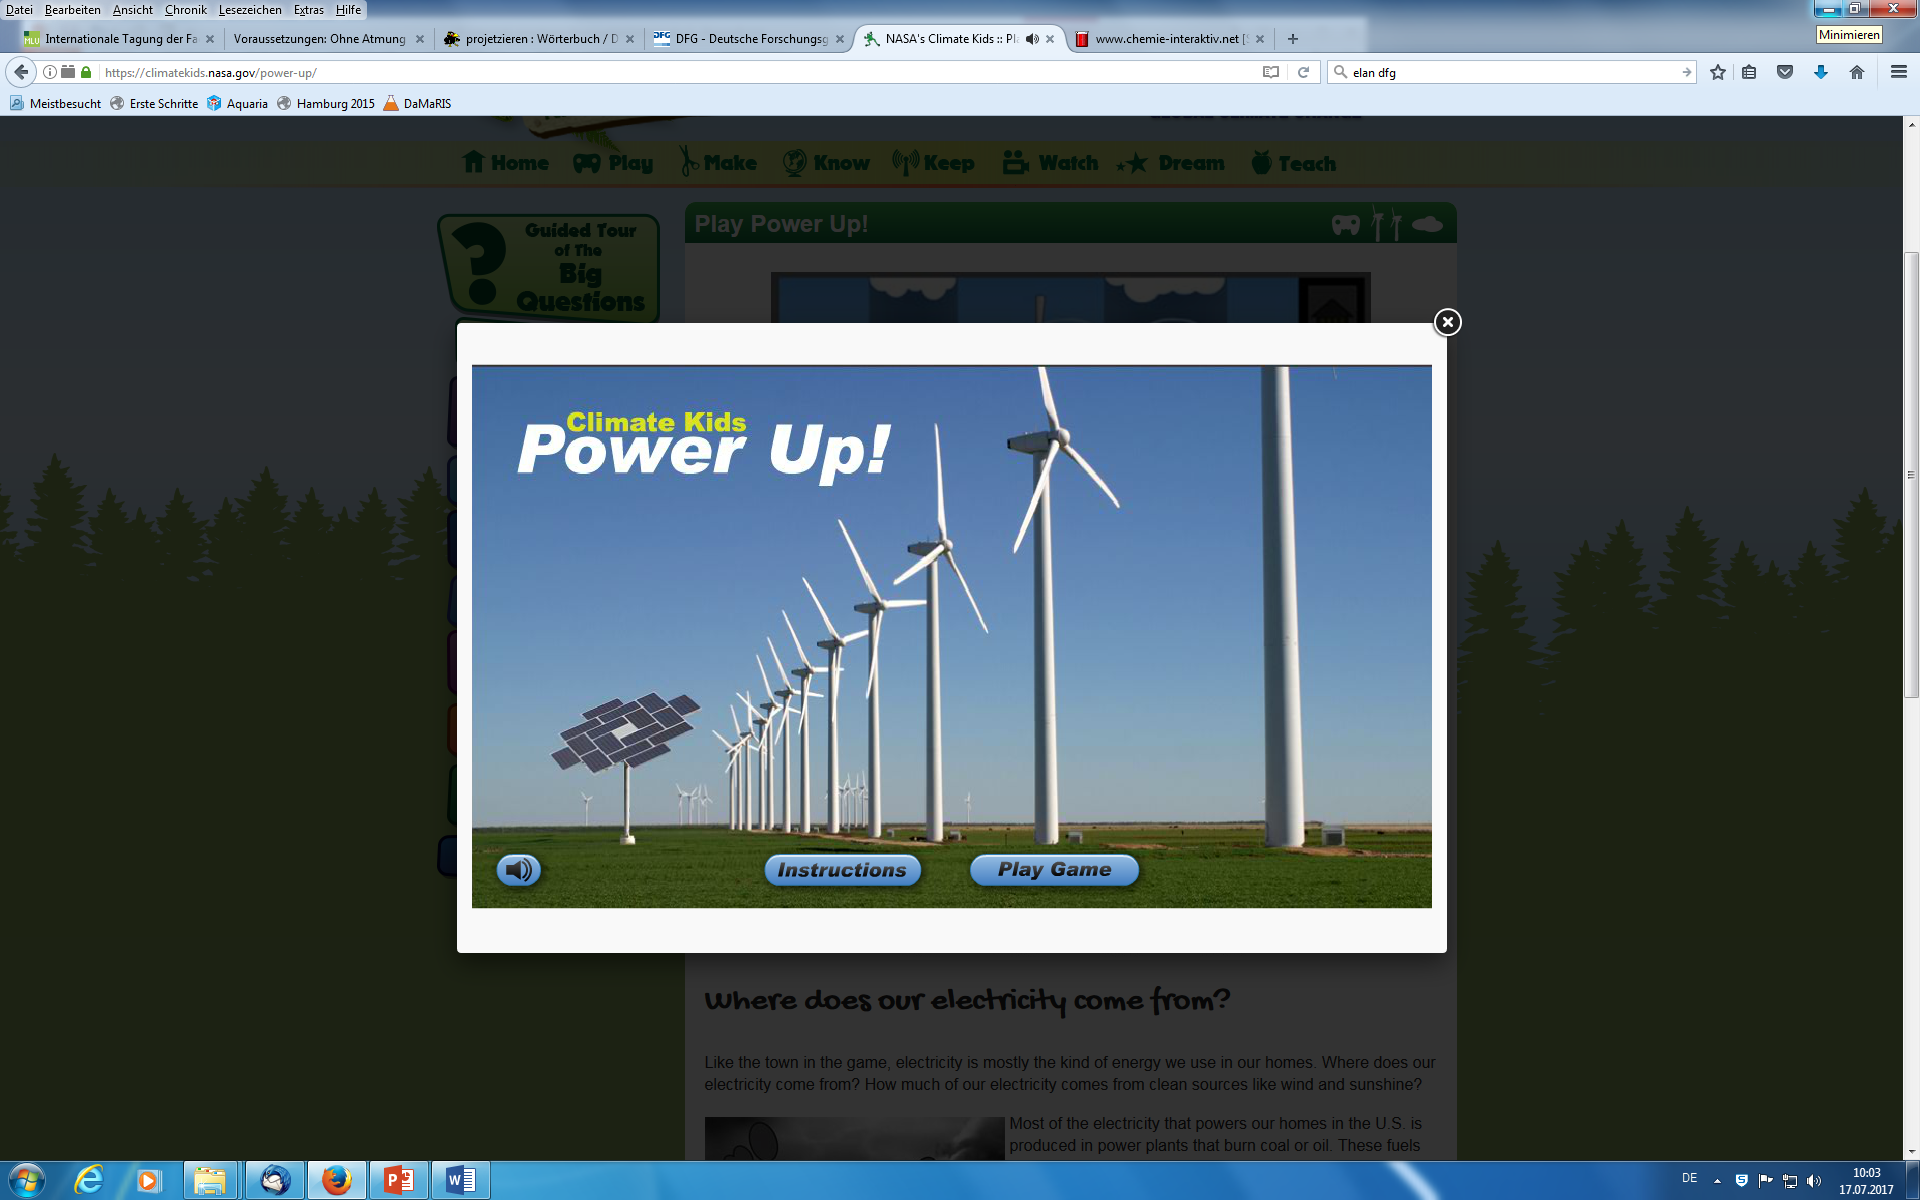 Datei Bearbeiten Ansicht Chronik Lesezeichen Extras Hilfe
Minimieren
MLU Internationale Tagung der Fa
Voraussetzungen: Ohne Atmung
projetzieren : Wörterbuch / D
DFG DFG - Deutsche Forschungsg
NASA's Climate Kids :: Pl
www.chemie-interaktiv.net [S
https://climatekids.nasa.gov/power-up/
elan dfg
Meistbesucht Erste Schritte Aquaria Hamburg 2015 DaMaRIS
Home Play Make Know Keep Watch Dream Teach
? Guided Tour
of The
Big
Questions
Play Power Up!
Climate Kids
Power Up!
Instructions
Play Game
Where does our electricity come from?
Like the town in the game, electricity is mostly the kind of energy we use in our homes. Where does our
electricity come from? How much of our electricity comes from clean sources like wind and sunshine?
Most of the electricity that powers our homes in the U.S. is
produced in power plants that burn coal or oil. These fuels
DE
10:03
17.07.2017